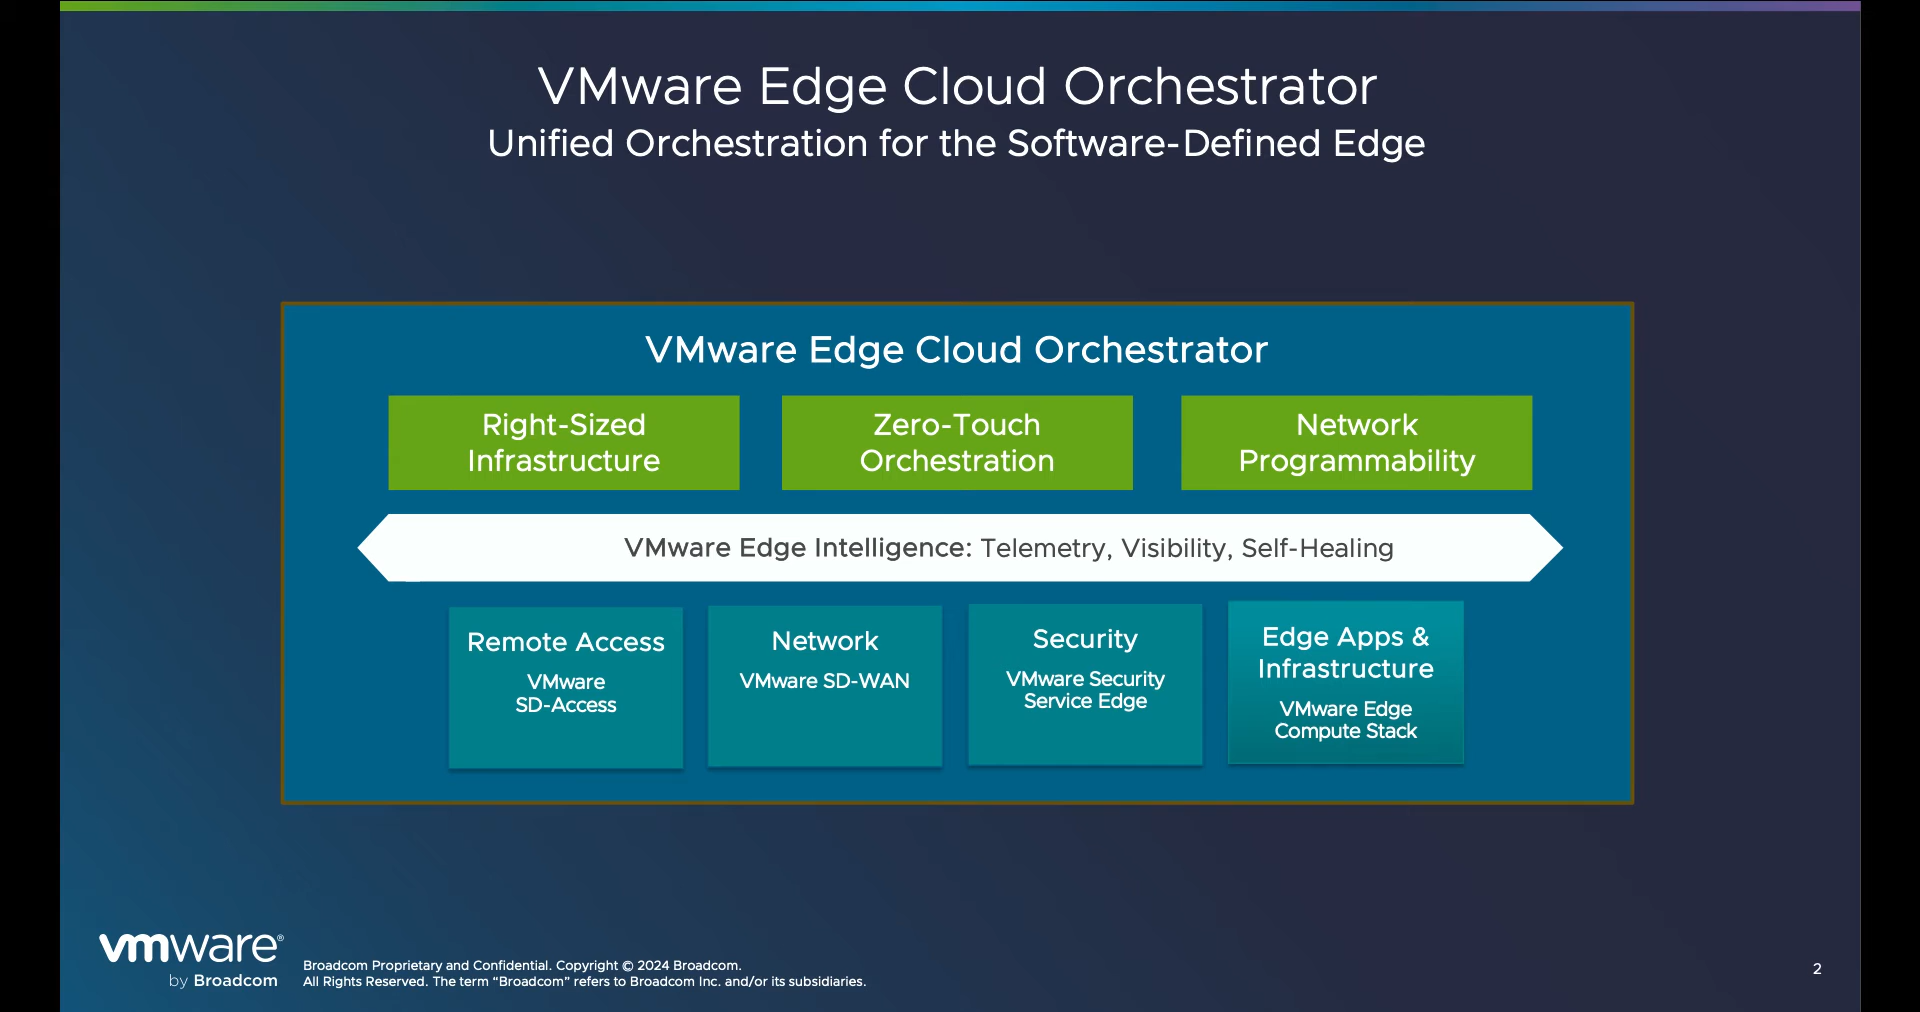 VMware Edge Cloud Orchestrator
Unified Orchestration for the Software-Defined Edge
VMware Edge Cloud Orchestrator
Right-Sized
Infrastructure
Zero-Touch
Orchestration
Network
Programmability
VMware Edge Intelligence: Telemetry, Visibility, Self-Healing
Remote Access
VMware
SD-Access
Network
VMware SD-WAN
Security
VMware Security
Service Edge
Edge Apps &
Infrastructure
VMware Edge
Compute Stack
vmware®
by Broadcom
Broadcom Proprietary and Confidential. Copyright © 2024 Broadcom.
All Rights Reserved. The term “Broadcom” refers to Broadcom Inc. and/or its subsidiaries.
2